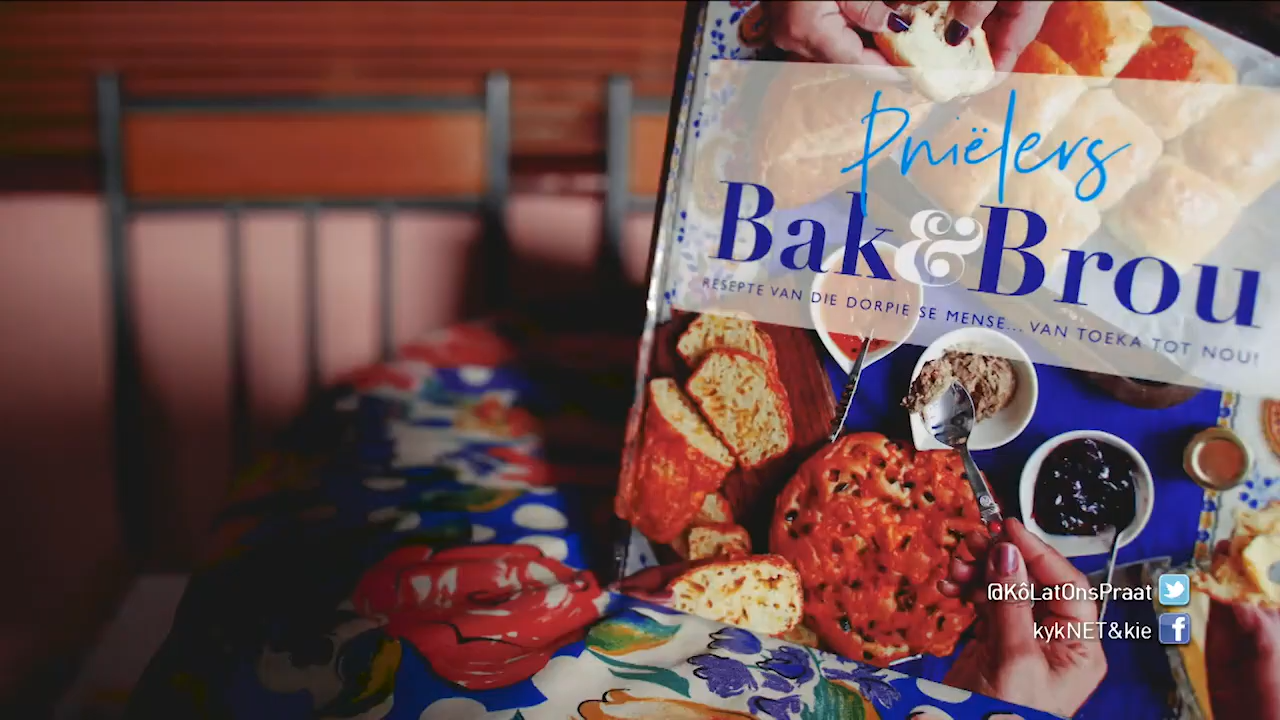 Pniëlers
Bak & Brou
RESEPTE VAN DIE DORPIE SE MENSE... VAN TOEKA TOT NOU!
@KôLatOnsPraat
kykNET&kie